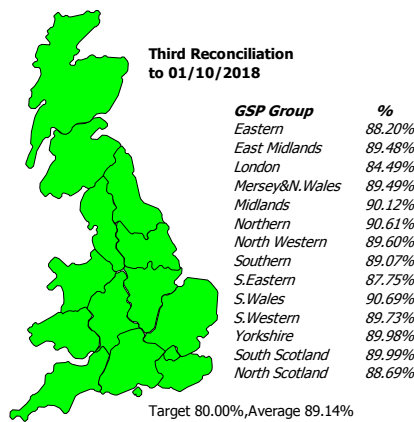 Third Reconciliation
to 01/10/2018
GSP Group %
Eastern 88.20%
East Midlands 89.48%
London 84.49%
Mersey&N.Wales 89.49%
Midlands 90.12%
Northern 90.61%
North Western 89.60%
Southern 89.07%
S.Eastern 87.75%
S.Wales 90.69%
S.Western 89.73%
Yorkshire 89.98%
South Scotland 89.99%
North Scotland 88.69%
Target 80.00%,Average 89.14%